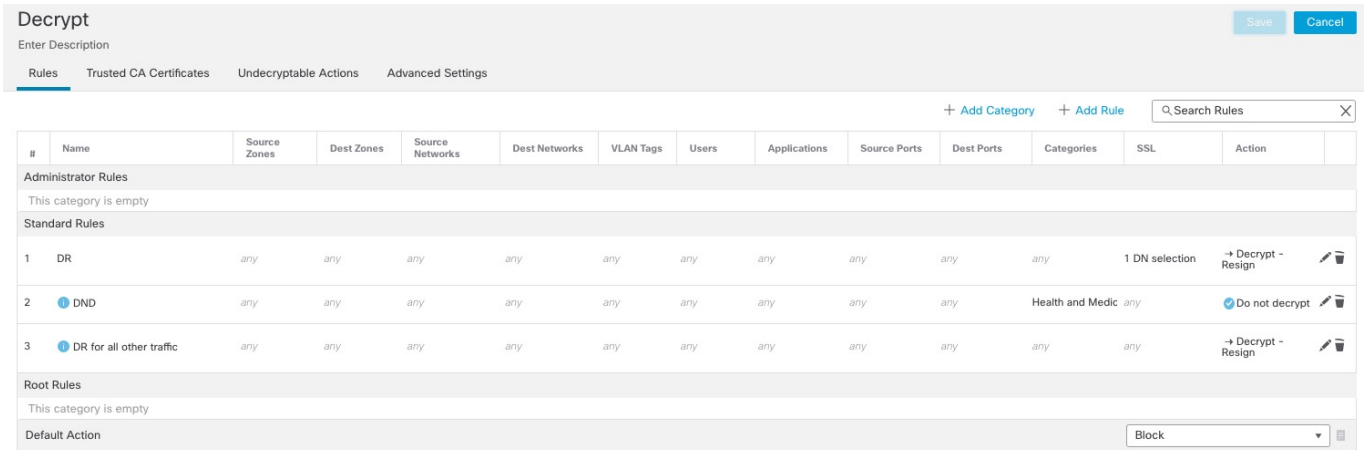 Decrypt
Save
Cancel
Enter Description
Rules
Trusted CA Certificates
Undecryptable Actions
Advanced Settings
+ Add Category
+ Add Rule
Search Rules
X
#
Name
Source Zones
Dest Zones
Source Networks
Dest Networks
VLAN Tags
Users
Applications
Source Ports
Dest Ports
Categories
SSL
Action
Administrator Rules
This category is empty
Standard Rules
1 DR any any any any any any any any any any 1 DN selection → Decrypt - Resign
2 DND any any any any any any any any any Health and Medic any Do not decrypt
3 DR for all other traffic any any any any any any any any any any any → Decrypt - Resign
Root Rules
This category is empty
Default Action
Block